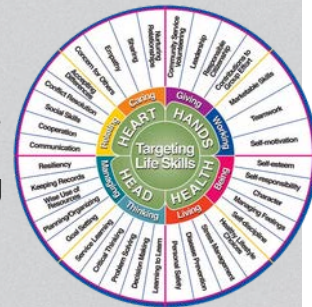 Targeting
Life Skills
HEART
HANDS
HEALTH
HEAD
Relating
Caring
Giving
Working
Being
Living
Thinking
Managing
Communication
Cooperation
Social Skills
Conflict Resolution
Accepting
Differences
Concern for Others
Empathy
Sharing
Nurturing
Relationships
Community Service
Volunteering
Leadership
Responsible
Citizenship
Contributions to
Group Effort
Marketable Skills
Teamwork
Self-motivation
Self-esteem
Self-responsibility
Character
Managing Feelings
Self-discipline
Healthy Lifestyle
Choices
Stress Management
Disease Prevention
Personal Safety
Learning to Learn
Decision Making
Problem Solving
Critical Thinking
Service Learning
Goal Setting
Planning/Organizing
Wise Use of
Resources
Keeping Records
Resiliency